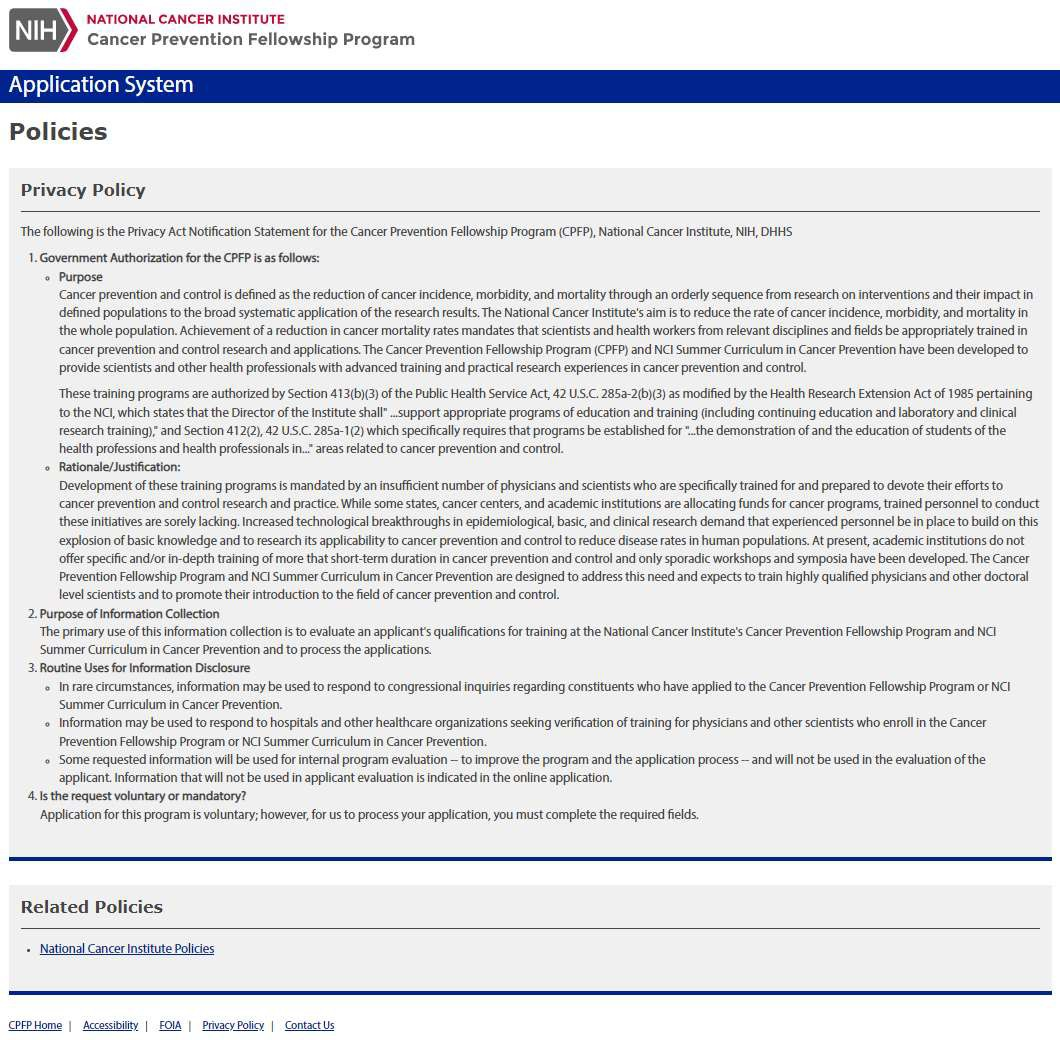 NIH
NATIONAL CANCER INSTITUTE
Cancer Prevention Fellowship Program
Application System
Policies
Privacy Policy
The following is the Privacy Act Notification Statement for the Cancer Prevention Fellowship Program (CPFP), National Cancer Institute, NIH, DHHS
1. Government Authorization for the CPFP is as follows:
Purpose
Cancer prevention and control is defined as the reduction of cancer incidence, morbidity, and mortality through an orderly sequence from research on interventions and their impact in
defined populations to the broad systematic application of the research results. The National Cancer Institute's aim is to reduce the rate of cancer incidence, morbidity, and mortality in
the whole population. Achievement of a reduction in cancer mortality rates mandates that scientists and health workers from relevant disciplines and fields be appropriately trained in
cancer prevention and control research and applications. The Cancer Prevention Fellowship Program (CPFP) and NCI Summer Curriculum in Cancer Prevention have been developed to
provide scientists and other health professionals with advanced training and practical research experiences in cancer prevention and control.
These training programs are authorized by Section 413(b)(3) of the Public Health Service Act, 42 U.S.C. 285a-2(b)(3) as modified by the Health Research Extension Act of 1985 pertaining
to the NCI, which states that the Director of the Institute shall" ...support appropriate programs of education and training (including continuing education and laboratory and clinical
research training)," and Section 412(2), 42 U.S.C. 285a-1(2) which specifically requires that programs be established for "...the demonstration of and the education of students of the
health professions and health professionals in..." areas related to cancer prevention and control.
Rationale/Justification:
Development of these training programs is mandated by an insufficient number of physicians and scientists who are specifically trained for and prepared to devote their efforts to
cancer prevention and control research and practice. While some states, cancer centers, and academic institutions are allocating funds for cancer programs, trained personnel to conduct
these initiatives are sorely lacking. Increased technological breakthroughs in epidemiological, basic, and clinical research demand that experienced personnel be in place to build on this
explosion of basic knowledge and to research its applicability to cancer prevention and control to reduce disease rates in human populations. At present, academic institutions do not
offer specific and/or in-depth training of more that short-term duration in cancer prevention and control and only sporadic workshops and symposia have been developed. The Cancer
Prevention Fellowship Program and NCI Summer Curriculum in Cancer Prevention are designed to address this need and expects to train highly qualified physicians and other doctoral
level scientists and to promote their introduction to the field of cancer prevention and control.
2. Purpose of Information Collection
The primary use of this information collection is to evaluate an applicant's qualifications for training at the National Cancer Institute's Cancer Prevention Fellowship Program and NCI
Summer Curriculum in Cancer Prevention and to process the applications.
3. Routine Uses for Information Disclosure
In rare circumstances, information may be used to respond to congressional inquiries regarding constituents who have applied to the Cancer Prevention Fellowship Program or NCI
Summer Curriculum in Cancer Prevention.
Information may be used to respond to hospitals and other healthcare organizations seeking verification of training for physicians and other scientists who enroll in the Cancer
Prevention Fellowship Program or NCI Summer Curriculum in Cancer Prevention.
Some requested information will be used for internal program evaluation -- to improve the program and the application process -- and will not be used in the evaluation of the
applicant. Information that will not be used in applicant evaluation is indicated in the online application.
4. Is the request voluntary or mandatory?
Application for this program is voluntary; however, for us to process your application, you must complete the required fields.
Related Policies
National Cancer Institute Policies
CPFP Home | Accessibility | FOIA | Privacy Policy | Contact Us